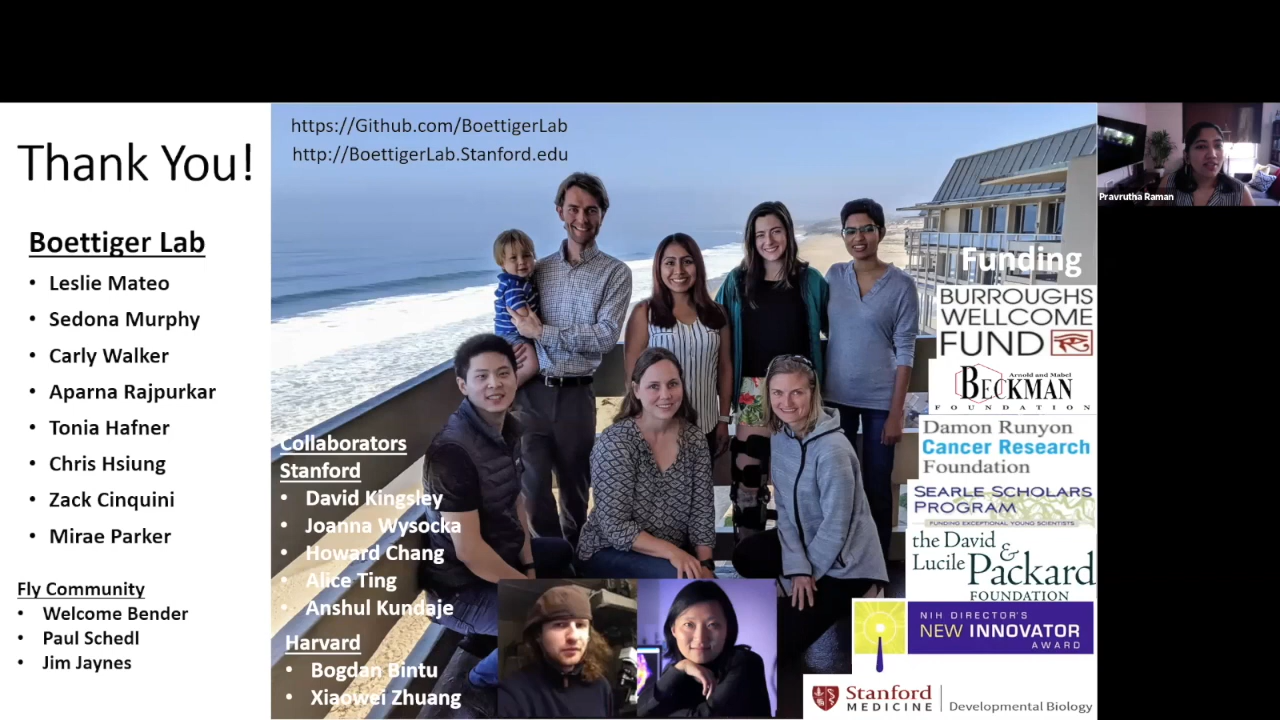 Thank You!
Boettiger Lab
• Leslie Mateo
• Sedona Murphy
• Carly Walker
• Aparna Rajpurkar
• Tonia Hafner
• Chris Hsiung
• Zack Cinquini
• Mirae Parker
Fly Community
• Welcome Bender
• Paul Schedl
• Jim Jaynes
https://Github.com/BoettigerLab
http://BoettigerLab.Stanford.edu
Collaborators
Stanford
• David Kingsley
• Joanna Wysocka
• Howard Chang
• Alice Ting
• Anshul Kundaje
Harvard
• Bogdan Bintu
• Xiaowei Zhuang
Funding
BURROUGHS
WELLCOME
FUND
Arnold and Mabel
BECKMAN
FOUNDATION
Damon Runyon
Cancer Research
Foundation
SEARLE SCHOLARS
PROGRAM
FUNDING EXCEPTIONAL YOUNG SCIENTISTS
the David
&
Lucile Packard
FOUNDATION
NIH DIRECTOR'S
NEW INNOVATOR
AWARD
Stanford
MEDICINE
Developmental Biology
Pravrutha Raman